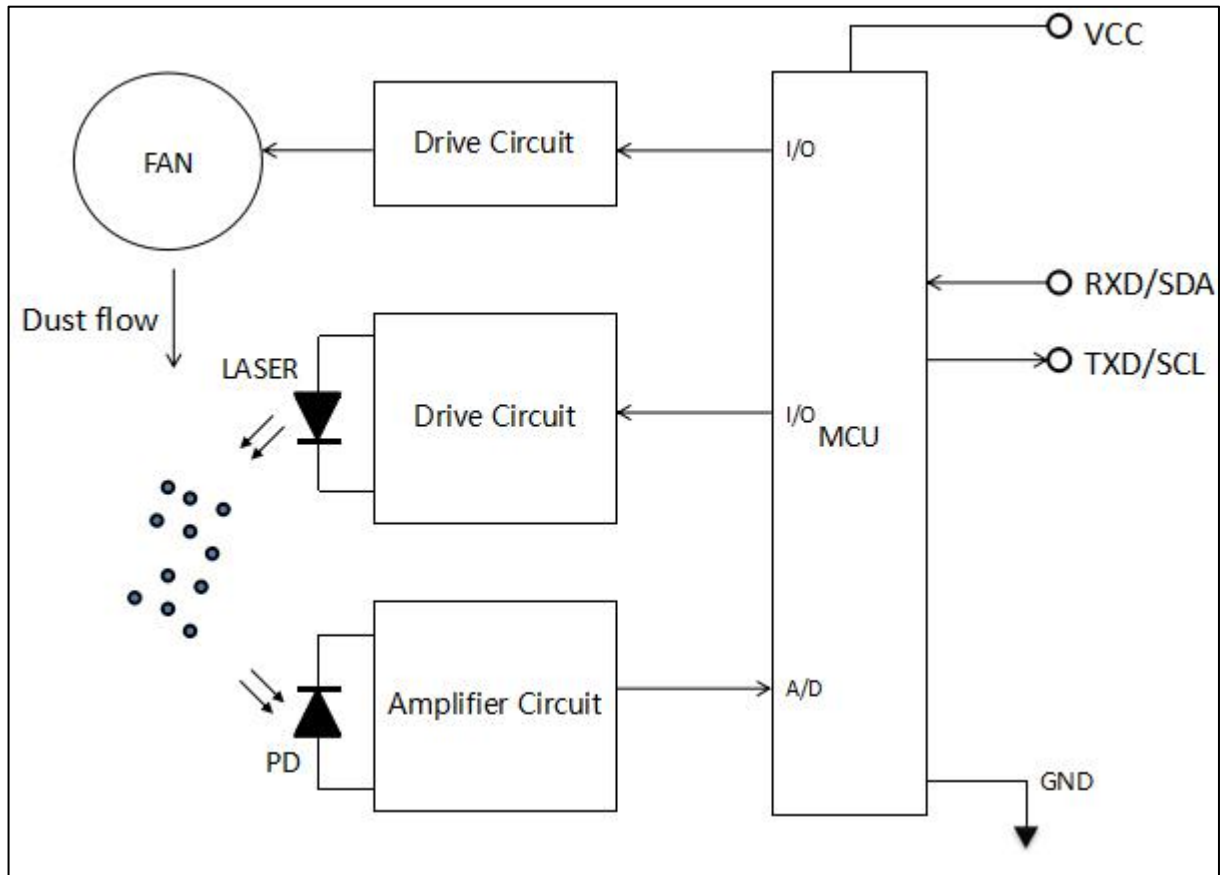 VCC
Drive Circuit
FAN
I/O
RXD/SDA
Dust flow
TXD/SCL
LASER
Drive Circuit
I/O
MCU
A/D
Amplifier Circuit
PD
GND